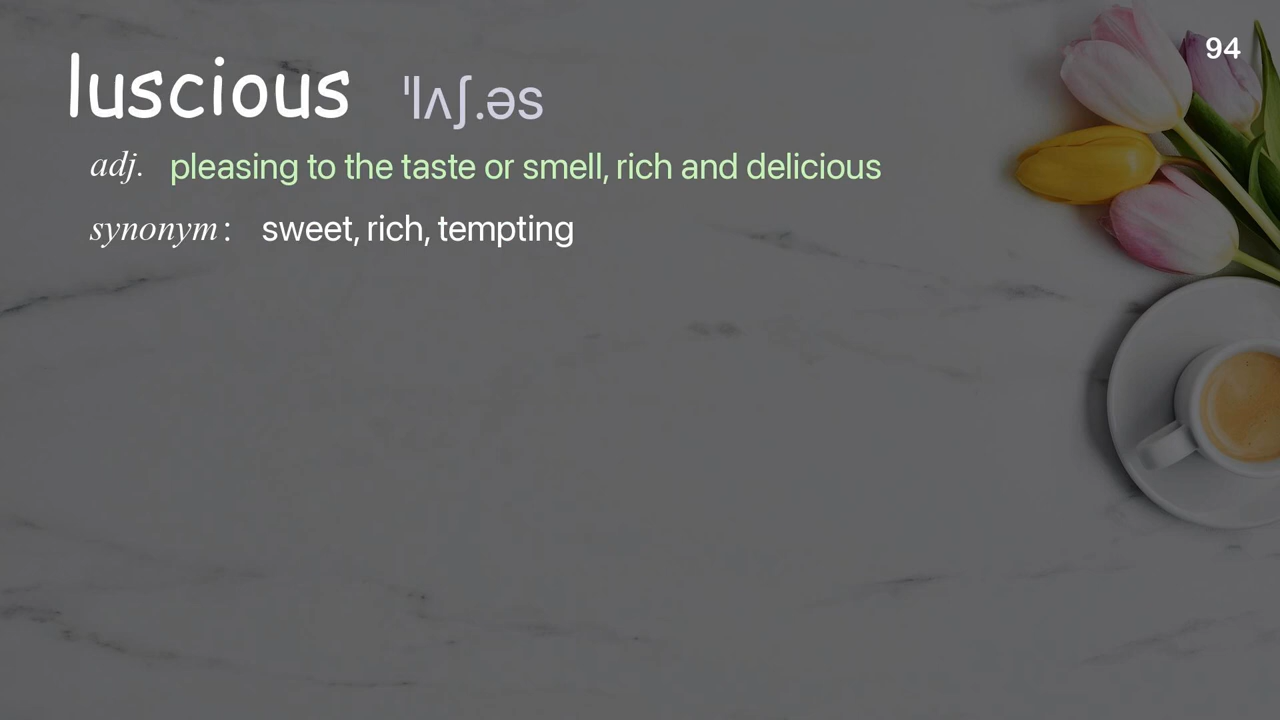 94
luscious ˈlʌʃ.əs
adj. pleasing to the taste or smell, rich and delicious
synonym: sweet, rich, tempting